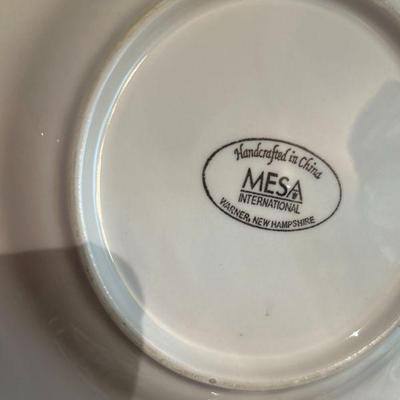 Handcrafted in China
MESA
INTERNATIONAL
WARNER, NEW HAMPSHIRE